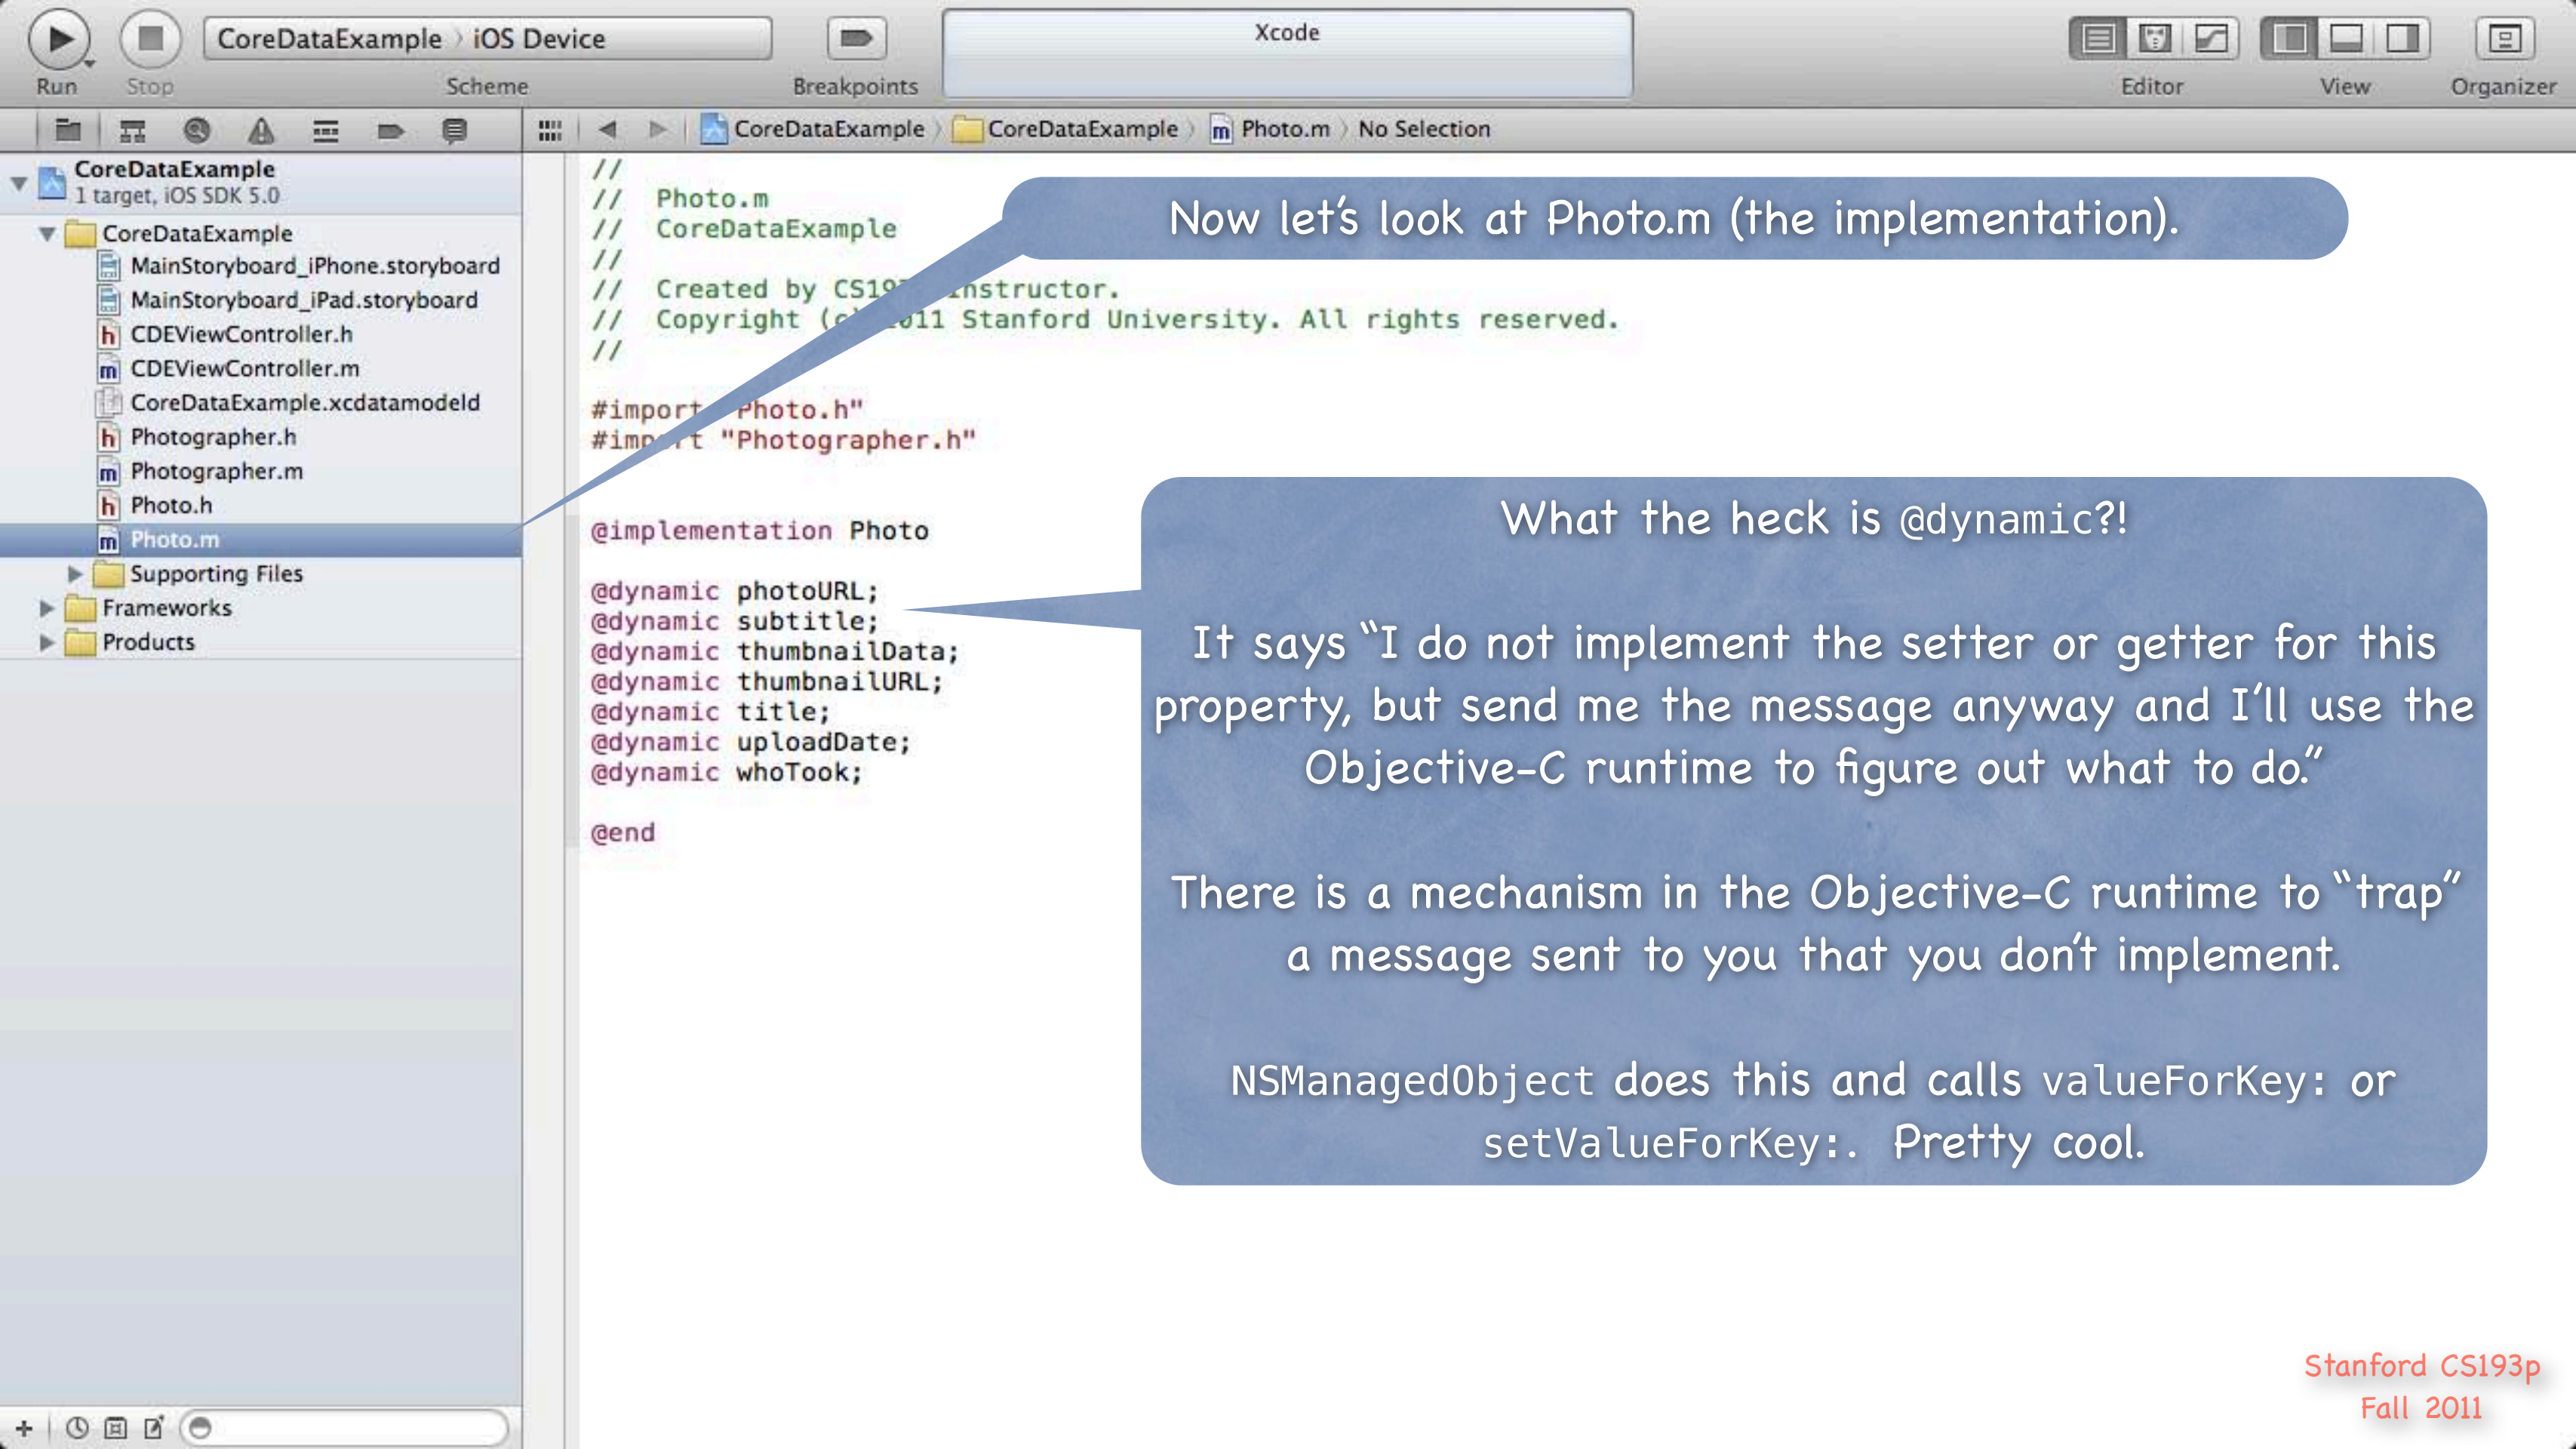 CoreDataExample iOS Device
Xcode
Run Stop Scheme Breakpoints Editor View Organizer
CoreDataExample CoreDataExample Photo.m No Selection
CoreDataExample
1 target, iOS SDK 5.0
CoreDataExample
MainStoryboard_iPhone.storyboard
MainStoryboard_iPad.storyboard
CDEViewController.h
CDEViewController.m
CoreDataExample.xcdatamodeld
Photographer.h
Photographer.m
Photo.h
Photo.m
Supporting Files
Frameworks
Products
//
// Photo.m
// CoreDataExample
//
// Created by nstructor.
// Copyright 2011 Stanford University. All rights reserved.
//
#import Photo.h"
#import "Photographer.h"
@implementation Photo
@dynamic photoURL;
@dynamic subtitle;
@dynamic thumbnailData;
@dynamic thumbnailURL;
@dynamic title;
@dynamic uploadDate;
@dynamic whoTook;
@end
Now let's look at Photo.m (the implementation).
What the heck is @dynamic?!
It says “I do not implement the setter or getter for this
property, but send me the message anyway and I'll use the
Objective-C runtime to figure out what to do.”
There is a mechanism in the Objective-C runtime to “trap”
a message sent to you that you don't implement.
NSManagedObject does this and calls valueForKey: or
setValueForKey:. Pretty cool.
Stanford CS193p
Fall 2011